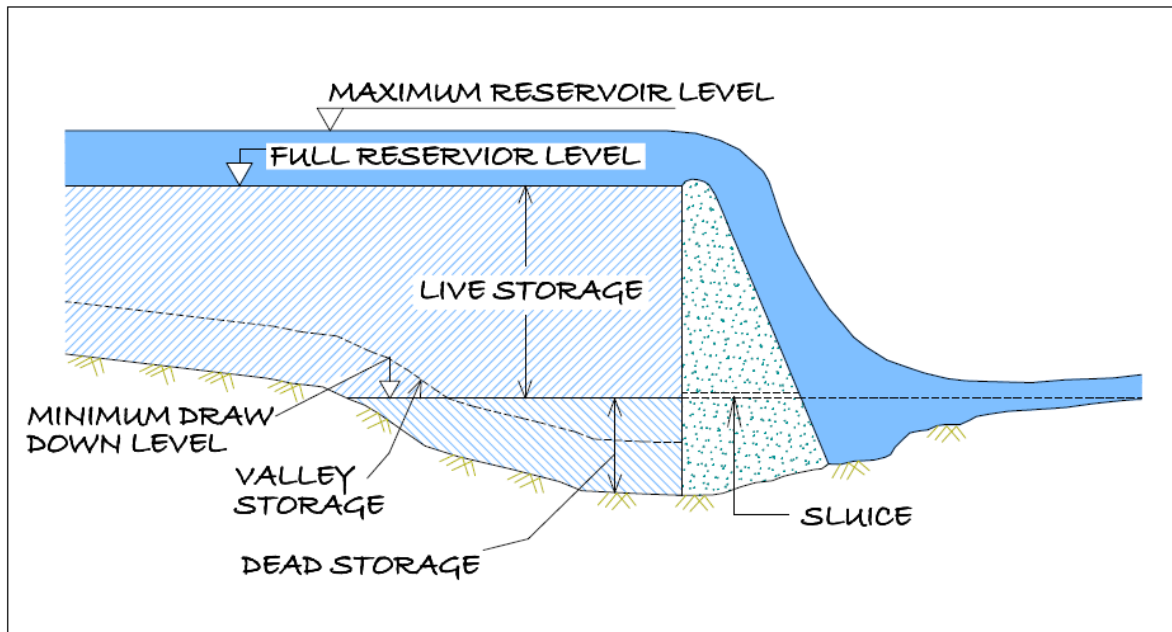 MAXIMUM RESERVOIR LEVEL
FULL RESERVIOR LEVEL
LIVE STORAGE
MINIMUM DRAW
DOWN LEVEL
VALLEY
STORAGE
SLUICE
DEAD STORAGE